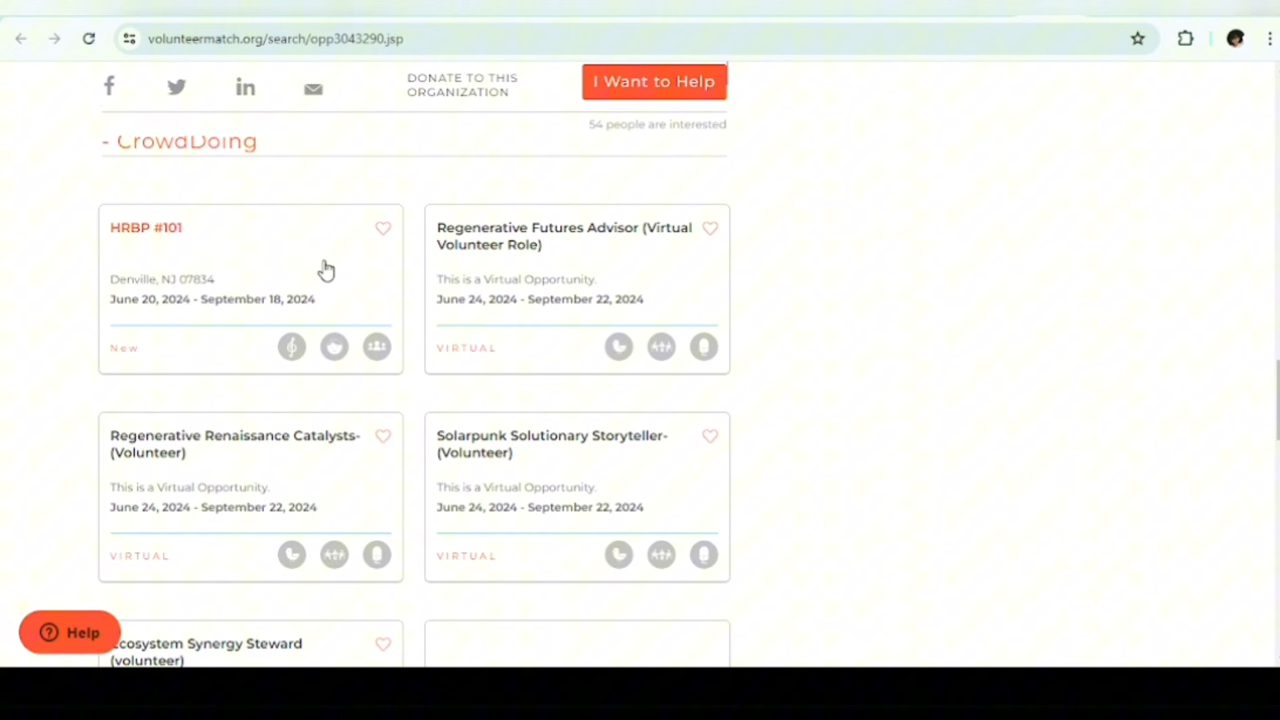 volunteermatch.org/search/opp3043290.jsp
DONATE TO THIS
ORGANIZATION
I Want to Help
54 people are interested
- CrowdDoing
HRBP #101
Denville, NJ 07834
June 20, 2024 - September 18, 2024
New
Regenerative Futures Advisor (Virtual
Volunteer Role)
This is a Virtual Opportunity.
June 24, 2024 - September 22, 2024
VIRTUAL
Regenerative Renaissance Catalysts-
(Volunteer)
This is a Virtual Opportunity.
June 24, 2024 - September 22, 2024
VIRTUAL
Solarpunk Solutionary Storyteller-
(Volunteer)
This is a Virtual Opportunity.
June 24, 2024 - September 22, 2024
VIRTUAL
Help
Ecosystem Synergy Steward
(volunteer)